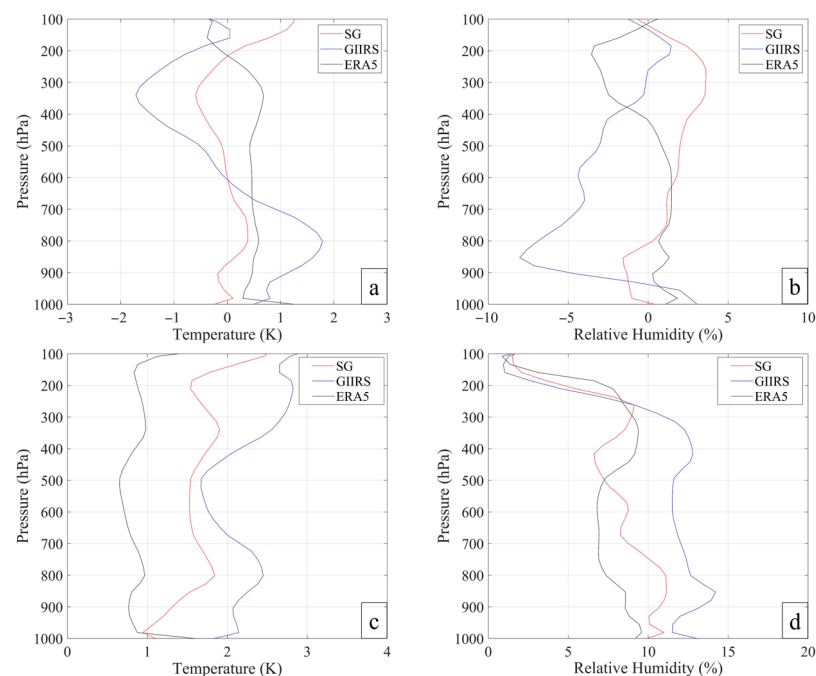 100
200
300
400
500
600
700
800
900
1000
Pressure (hPa)
SG
GIIRS
ERA5
a
−3 −2 −1 0 1 2 3
Temperature (K)
100
200
300
400
500
600
700
800
900
1000
Pressure (hPa)
SG
GIIRS
ERA5
b
−10 −5 0 5 10
Relative Humidity (%)
100
200
300
400
500
600
700
800
900
1000
Pressure (hPa)
SG
GIIRS
ERA5
c
0 1 2 3 4
Temperature (K)
100
200
300
400
500
600
700
800
900
1000
Pressure (hPa)
SG
GIIRS
ERA5
d
0 5 10 15 20
Relative Humidity (%)